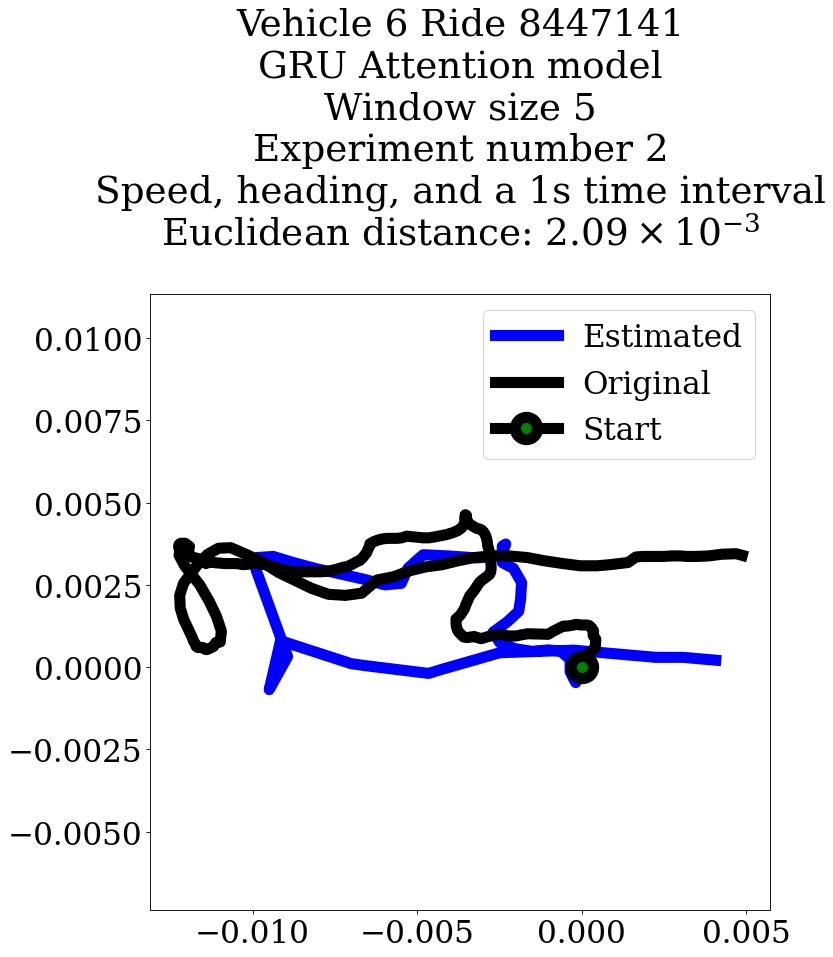 Vehicle 6 Ride 8447141
GRU Attention model
Window size 5
Experiment number 2
Speed, heading, and a 1s time interval
Euclidean distance: 2.09 × 10⁻³
Estimated
Original
Start
0.0100
0.0075
0.0050
0.0025
0.0000
−0.0025
−0.0050
−0.010 −0.005 0.000 0.005